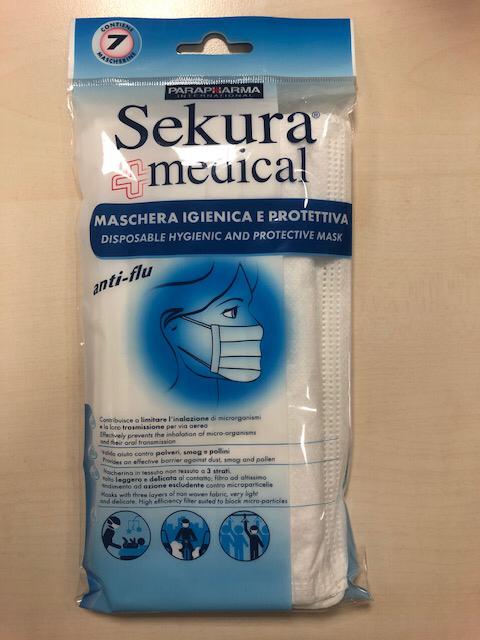 CONTIENE
7
MASCHERINE
PARAPHARMA
INTERNATIONAL
Sekura®
medical
MASCHERA IGIENICA E PROTETTIVA
DISPOSABLE HYGIENIC AND PROTECTIVE MASK
anti-flu
Contribuisce a limitare l'inalazione di microrganismi
e la loro trasmissione per via aerea
Effectively prevents the inhalation of micro-organisms
and their oral transmission
Valido aiuto contro polveri, smog e pollini
Provides an effective barrier against dust, smog and pollen
Mascherina in tessuto non tessuto a 3 strati,
molto leggero e delicata al contatto; filtro ad altissimo
rendimento ad azione escludente contro microparticelle
Masks with three layers of non woven fabric, very light
and delicate. High efficiency filter suited to block micro-particles